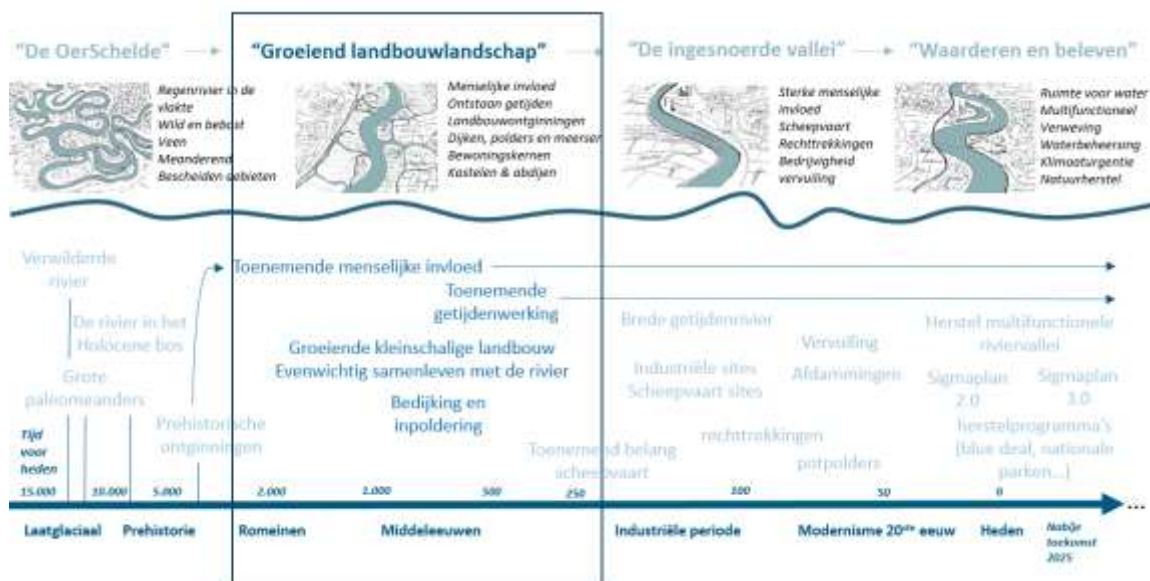 "De OerSchelde"
"Groeiend landbouwlandschap"
"De ingesnoerde vallei"
"Waarderen en beleven"
Regenrivier in de
vlakte
Wild en bebost
Veen
Meanderend
Bescheiden debieten
Menselijke invloed
Ontstaan getijden
Landbouwontginningen
Dijken, polders en meersen
Bewoningskernen
Kastelen & abdijen
Sterke menselijke
invloed
Scheepvaart
Rechttrekkingen
Bedrijvigheid
vervuiling
Ruimte voor water
Multifunctioneel
Verweving
Waterbeheersing
Klimaaturgentie
Natuurherstel
Verwilderde
rivier
Toenemende menselijke invloed
Toenemende
getijdenwerking
De rivier in het
Holocene bos
Grote
paleomeanders
Prehistorische
ontginningen
Groeiende kleinschalige landbouw
Evenwichtig samenleven met de rivier
Bedijking en
inpoldering
Toenemend belang
scheepvaart
Brede getijdenrivier
Industriële sites
Scheepvaart sites
rechttrekkingen
Vervuiling
Afdammingen
potpolders
Herstel multifunctionele
riviervallei
Sigmaplan
2.0
Sigmaplan
3.0
herstelprogramma's
(blue deal, nationale
parken...)
Tijd
voor
heden
15.000 10.000 5.000 2.000 1.000 500 250 100 50 0
...
Laatglaciaal Prehistorie Romeinen Middeleeuwen Industriële periode Modernisme 20ste eeuw Heden
Nabije
toekomst
2025